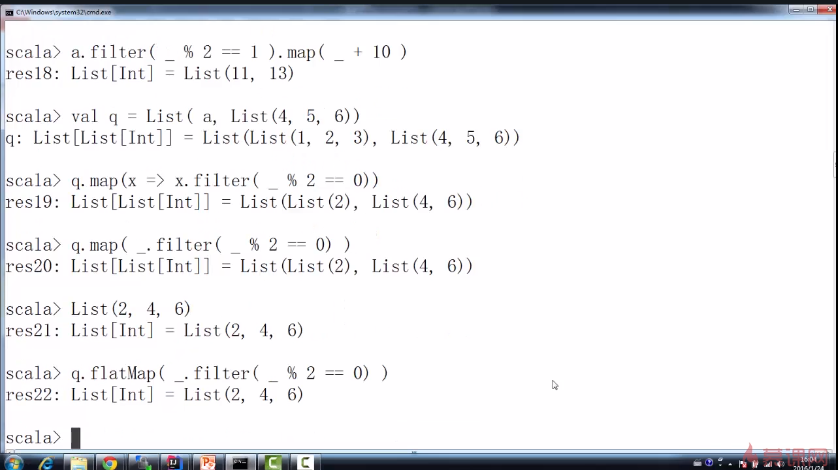 C:\Windows\system32\cmd.exe
scala> a.filter( _ % 2 == 1 ).map( _ + 10 )
res18: List[Int] = List(11, 13)
scala> val q = List( a, List(4, 5, 6))
q: List[List[Int]] = List(List(1, 2, 3), List(4, 5, 6))
scala> q.map(x => x.filter( _ % 2 == 0))
res19: List[List[Int]] = List(List(2), List(4, 6))
scala> q.map( _.filter( _ % 2 == 0) )
res20: List[List[Int]] = List(List(2), List(4, 6))
scala> List(2, 4, 6)
res21: List[Int] = List(2, 4, 6)
scala> q.flatMap( _.filter( _ % 2 == 0) )
res22: List[Int] = List(2, 4, 6)
scala>
16:04
2016/1/24